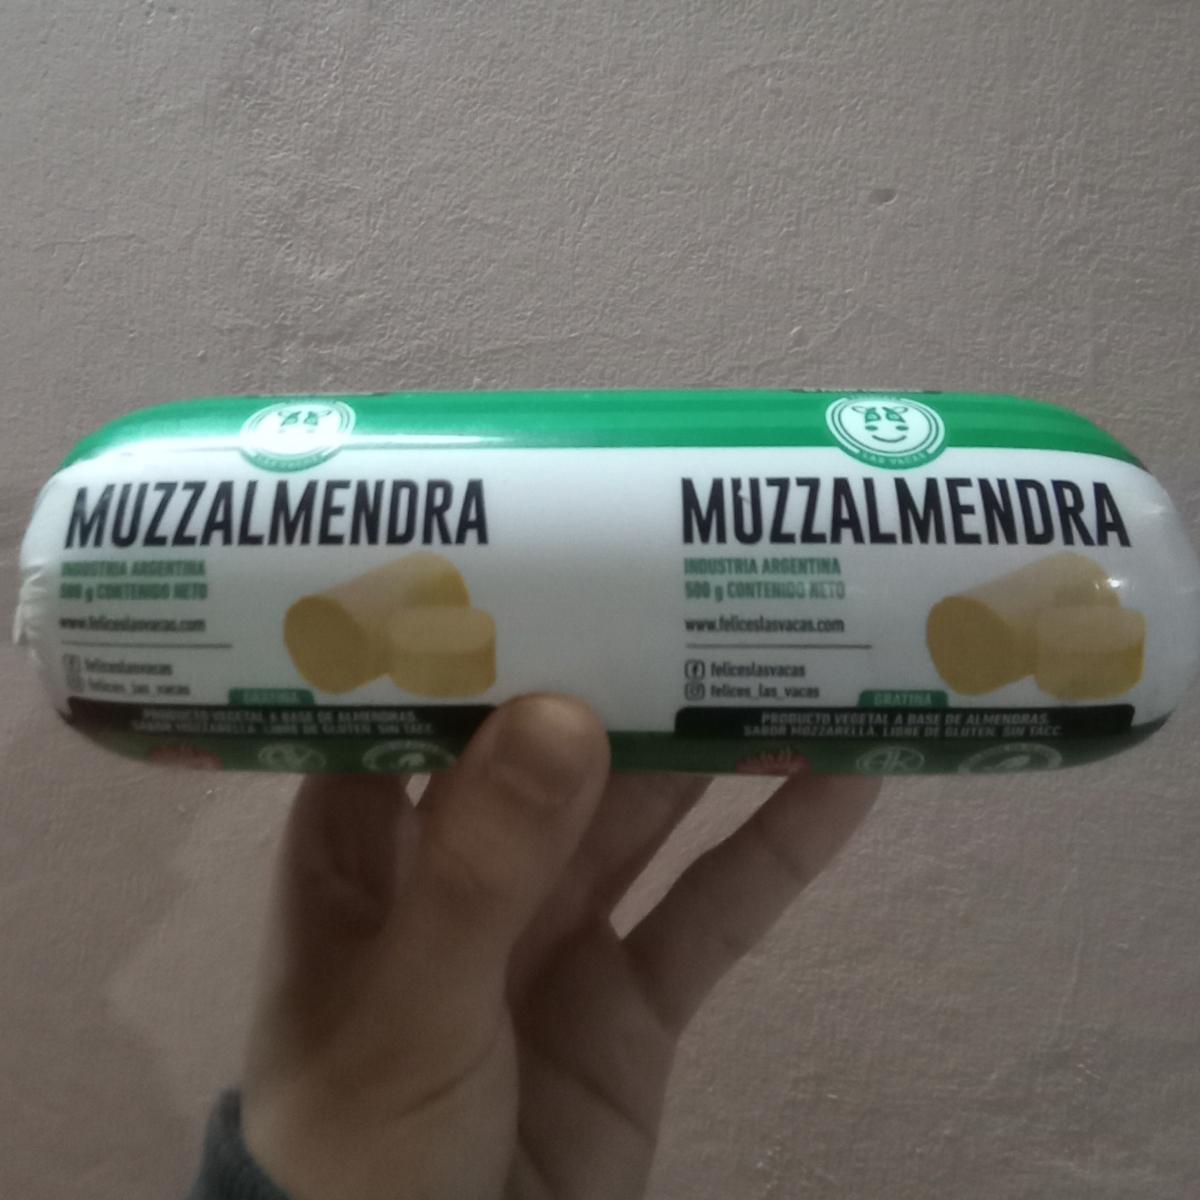 MUZZALMENDRA
INDUSTRIA ARGENTINA
500 g CONTENIDO NETO
www.feliceslasvacas.com
feliceslasvacas
felices_las_vacas
GRATINA
PRODUCTO VEGETAL A BASE DE ALMENDRAS.
SABOR MOZZARELLA. LIBRE DE GLUTEN. SIN TACC
LAS VACAS
MUZZALMENDRA
INDUSTRIA ARGENTINA
500 g CONTENIDO NETO
www.feliceslasvacas.com
feliceslasvacas
felices_las_vacas
GRATINA
PRODUCTO VEGETAL A BASE DE ALMENDRAS.
SABOR MOZZARELLA. LIBRE DE GLUTEN. SIN TACC.